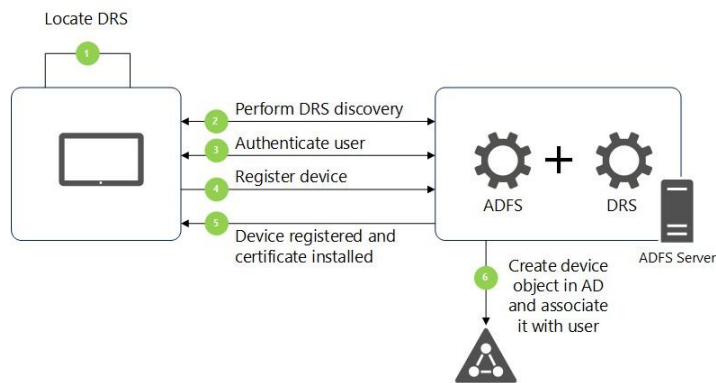 Locate DRS
1
2 Perform DRS discovery
3 Authenticate user
4 Register device
5
Device registered and
certificate installed
ADFS
+
DRS
ADFS Server
6
Create device
object in AD
and associate
it with user